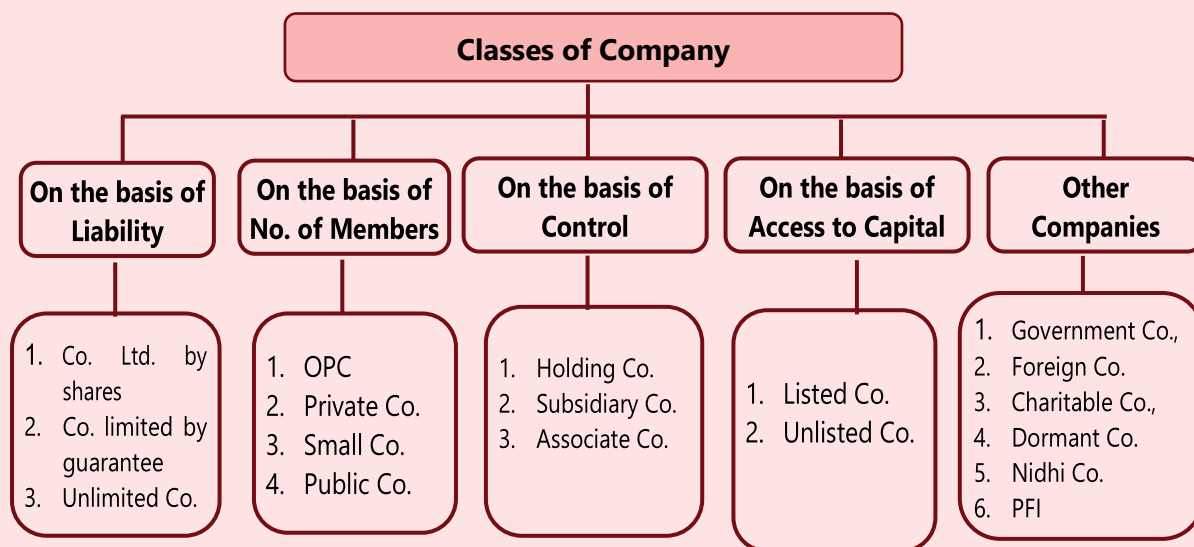 Classes of Company
On the basis of
Liability
On the basis of
No. of Members
On the basis of
Control
On the basis of
Access to Capital
Other
Companies
1. Co. Ltd. by
shares
2. Co. limited by
guarantee
3. Unlimited Co.
1. OPC
2. Private Co.
3. Small Co.
4. Public Co.
1. Holding Co.
2. Subsidiary Co.
3. Associate Co.
1. Listed Co.
2. Unlisted Co.
1. Government Co.,
2. Foreign Co.
3. Charitable Co.,
4. Dormant Co.
5. Nidhi Co.
6. PFI